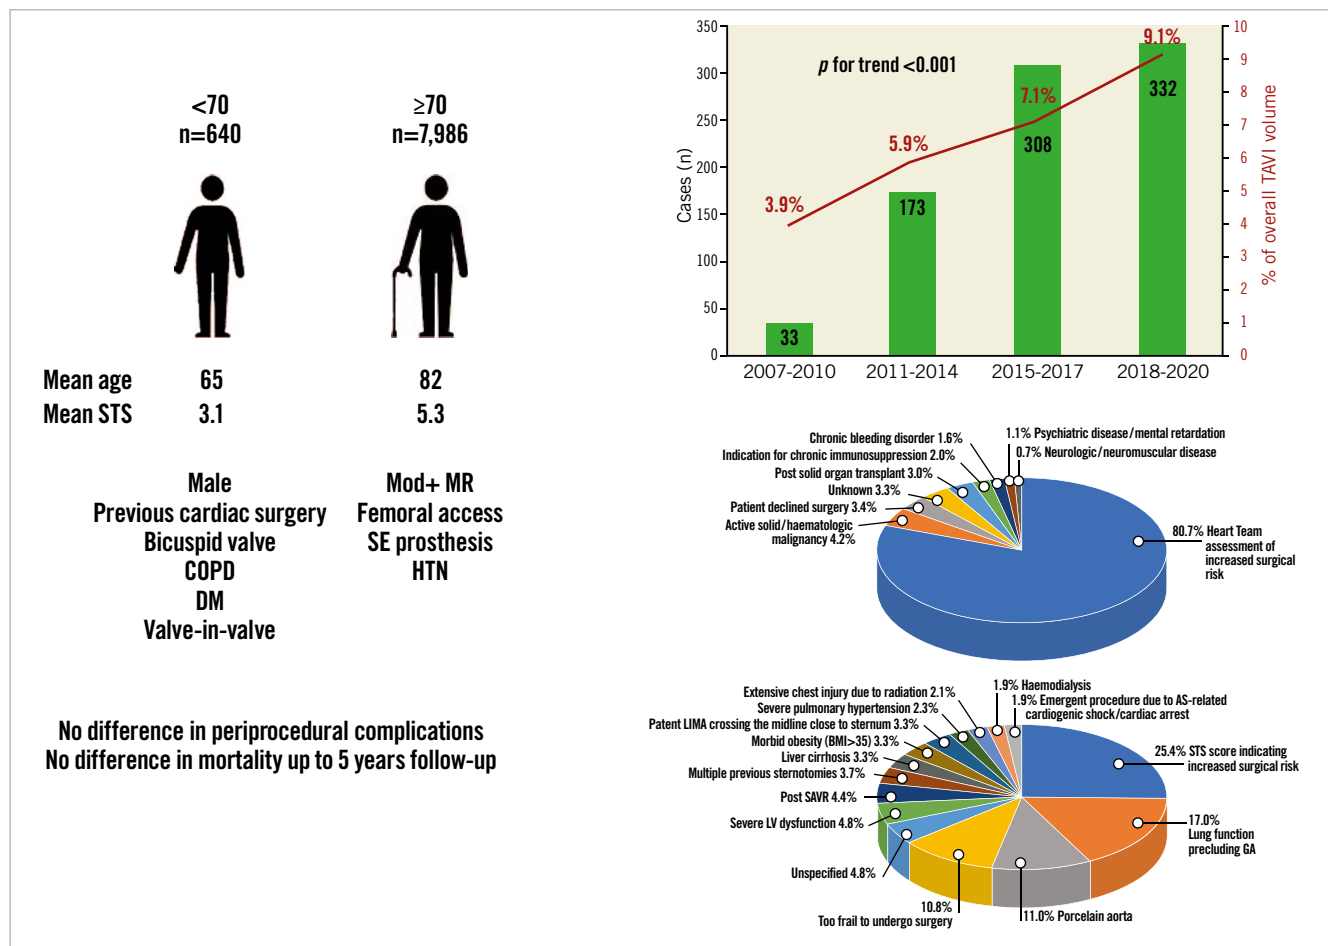 <70
n=640
≥70
n=7,986
Mean age 65 82
Mean STS 3.1 5.3
Male
Previous cardiac surgery
Bicuspid valve
COPD
DM
Valve-in-valve
Mod+ MR
Femoral access
SE prosthesis
HTN
No difference in periprocedural complications
No difference in mortality up to 5 years follow-up
p for trend <0.001
Cases (n)
350
300
250
200
150
100
50
0
33
173
308
332
3.9%
5.9%
7.1%
9.1%
2007-2010 2011-2014 2015-2017 2018-2020
10
9
8
7
6
5
4
3
2
1
0
% of overall TAVI volume
Chronic bleeding disorder 1.6%
Indication for chronic immunosuppression 2.0%
Post solid organ transplant 3.0%
Unknown 3.3%
Patient declined surgery 3.4%
Active solid/haematologic
malignancy 4.2%
1.1% Psychiatric disease/mental retardation
0.7% Neurologic/neuromuscular disease
80.7% Heart Team
assessment of
increased surgical
risk
Extensive chest injury due to radiation 2.1%
Severe pulmonary hypertension 2.3%
Patent LIMA crossing the midline close to sternum 3.3%
Morbid obesity (BMI>35) 3.3%
Liver cirrhosis 3.3%
Multiple previous sternotomies 3.7%
Post SAVR 4.4%
Severe LV dysfunction 4.8%
Unspecified 4.8%
10.8%
Too frail to undergo surgery
11.0% Porcelain aorta
1.9% Haemodialysis
1.9% Emergent procedure due to AS-related
cardiogenic shock/cardiac arrest
25.4% STS score indicating
increased surgical risk
17.0%
Lung function
precluding GA